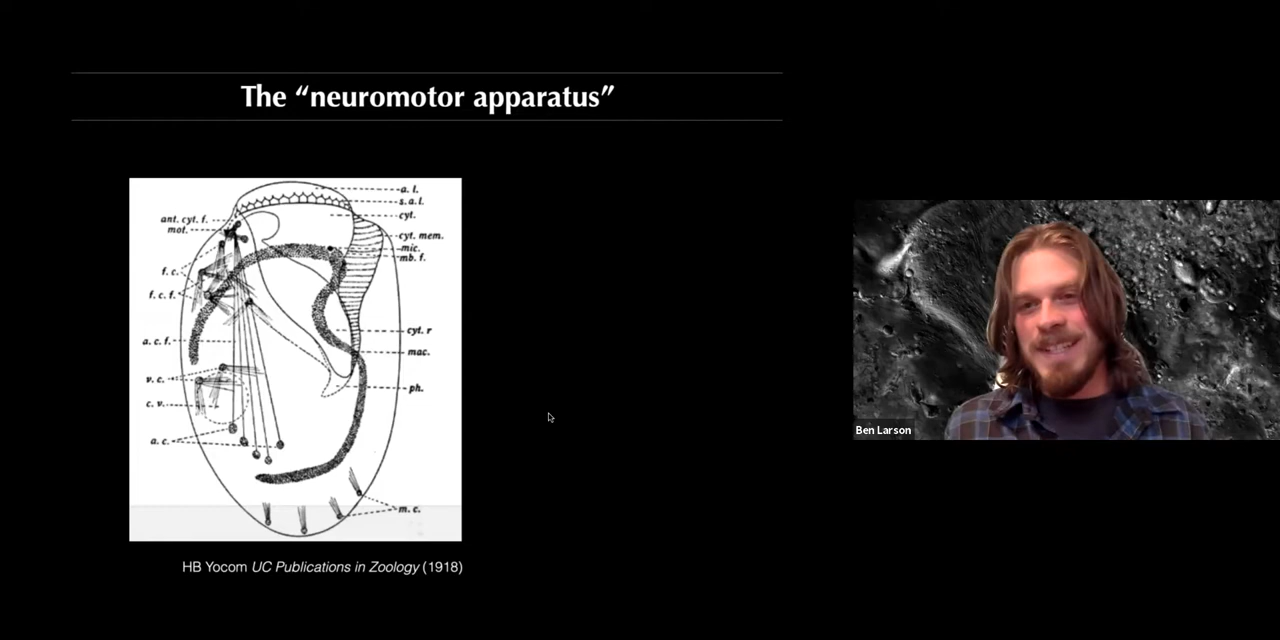 The “neuromotor apparatus”
a. l.
s. a. l.
ant. cyt. f.
cyt.
mot.
cyt. mem.
mic.
mb. f.
f. c.
f. c. f.
cyt. r
a. c. f.
mac.
v. c.
ph.
c. v.
a. c.
m. c.
HB Yocom UC Publications in Zoology (1918)
Ben Larson